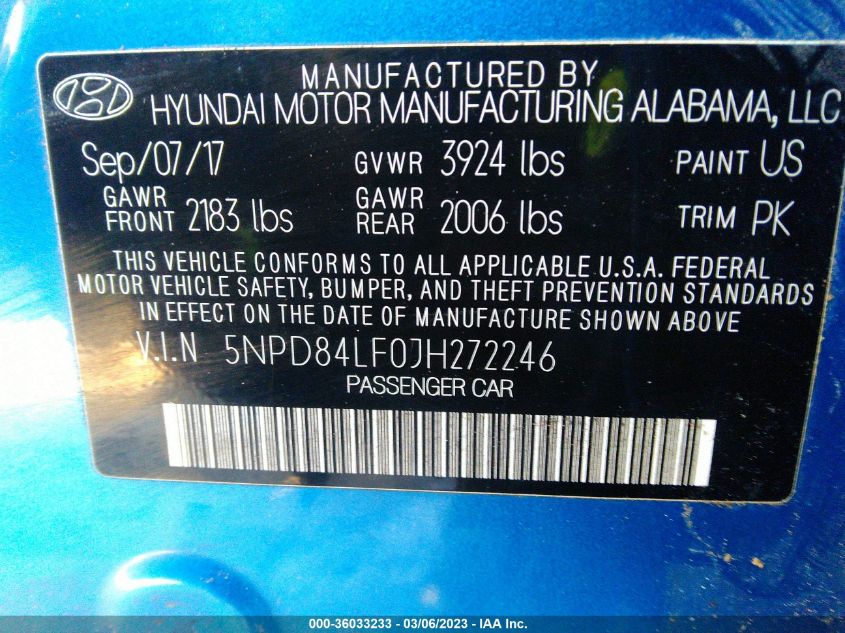 MANUFACTURED BY
HYUNDAI MOTOR MANUFACTURING ALABAMA, LLC
Sep/07/17 GVWR 3924 lbs PAINT US
GAWR FRONT 2183 lbs GAWR REAR 2006 lbs TRIM PK
THIS VEHICLE CONFORMS TO ALL APPLICABLE U.S.A. FEDERAL
MOTOR VEHICLE SAFETY, BUMPER, AND THEFT PREVENTION STANDARDS
IN EFFECT ON THE DATE OF MANUFACTURE SHOWN ABOVE
V.I.N 5NPD84LF0JH272246
PASSENGER CAR
000-36033233 - 03/06/2023 - IAA Inc.